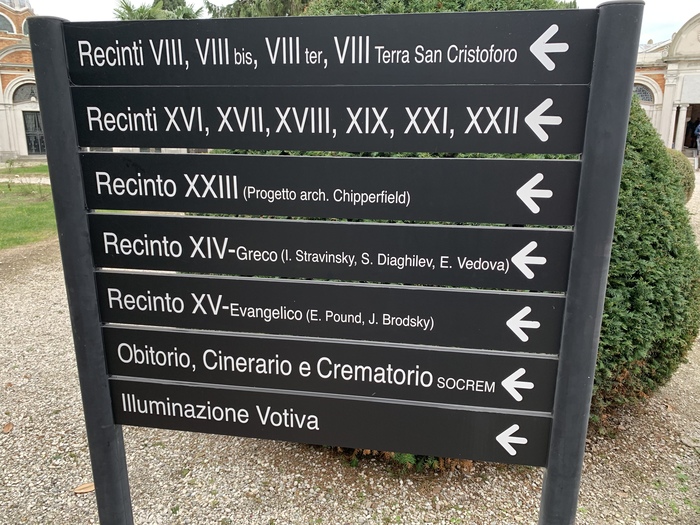 Recinti VIII, VIII bis, VIII ter, VIII Terra San Cristoforo
Recinti XVI, XVII, XVIII, XIX, XXI, XXII
Recinto XXIII (Progetto arch. Chipperfield)
Recinto XIV-Greco (I. Stravinsky, S. Diaghilev, E. Vedova)
Recinto XV-Evangelico (E. Pound, J. Brodsky)
Obitorio, Cinerario e Crematorio SOCREM
Illuminazione Votiva